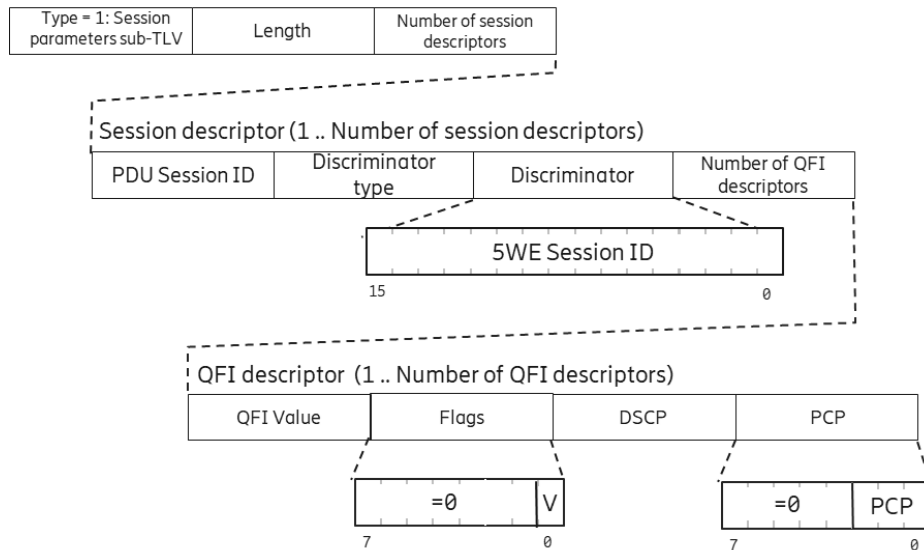 Type = 1: Session
parameters sub-TLV
Length
Number of session
descriptors
Session descriptor (1 .. Number of session descriptors)
PDU Session ID
Discriminator
type
Discriminator
Number of QFI
descriptors
5WE Session ID
15
0
QFI descriptor (1 .. Number of QFI descriptors)
QFI Value
Flags
DSCP
PCP
=0
V
=0
PCP
7
0
7
0